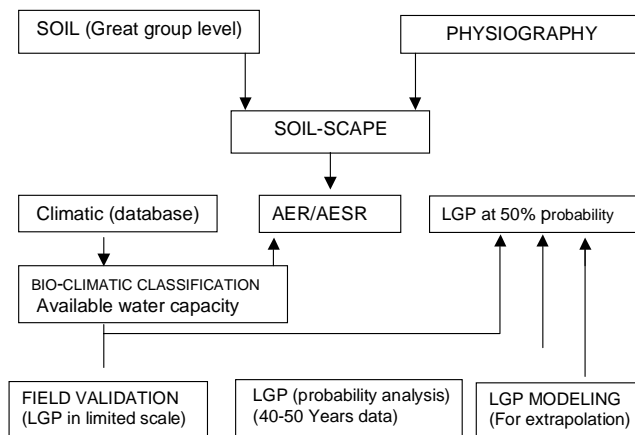 SOIL (Great group level)
PHYSIOGRAPHY
SOIL-SCAPE
Climatic (database)
AER/AESR
LGP at 50% probability
BIO-CLIMATIC CLASSIFICATION
Available water capacity
FIELD VALIDATION
(LGP in limited scale)
LGP (probability analysis)
(40-50 Years data)
LGP MODELING
(For extrapolation)